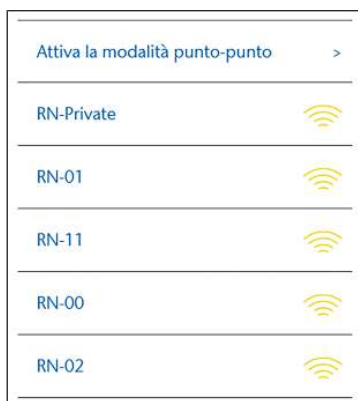 Attiva la modalità punto-punto >
RN-Private
RN-01
RN-11
RN-00
RN-02